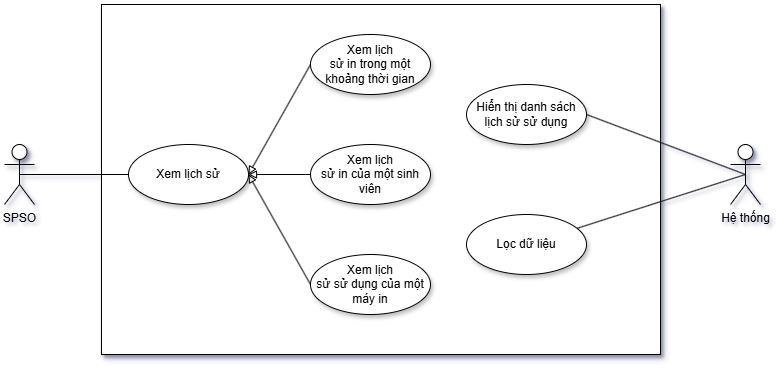 Xem lịch
sử in trong một
khoảng thời gian
Hiển thị danh sách
lịch sử sử dụng
Xem lịch sử
Xem lịch
sử in của một sinh
viên
SPSO
Hệ thống
Lọc dữ liệu
Xem lịch
sử sử dụng của một
máy in